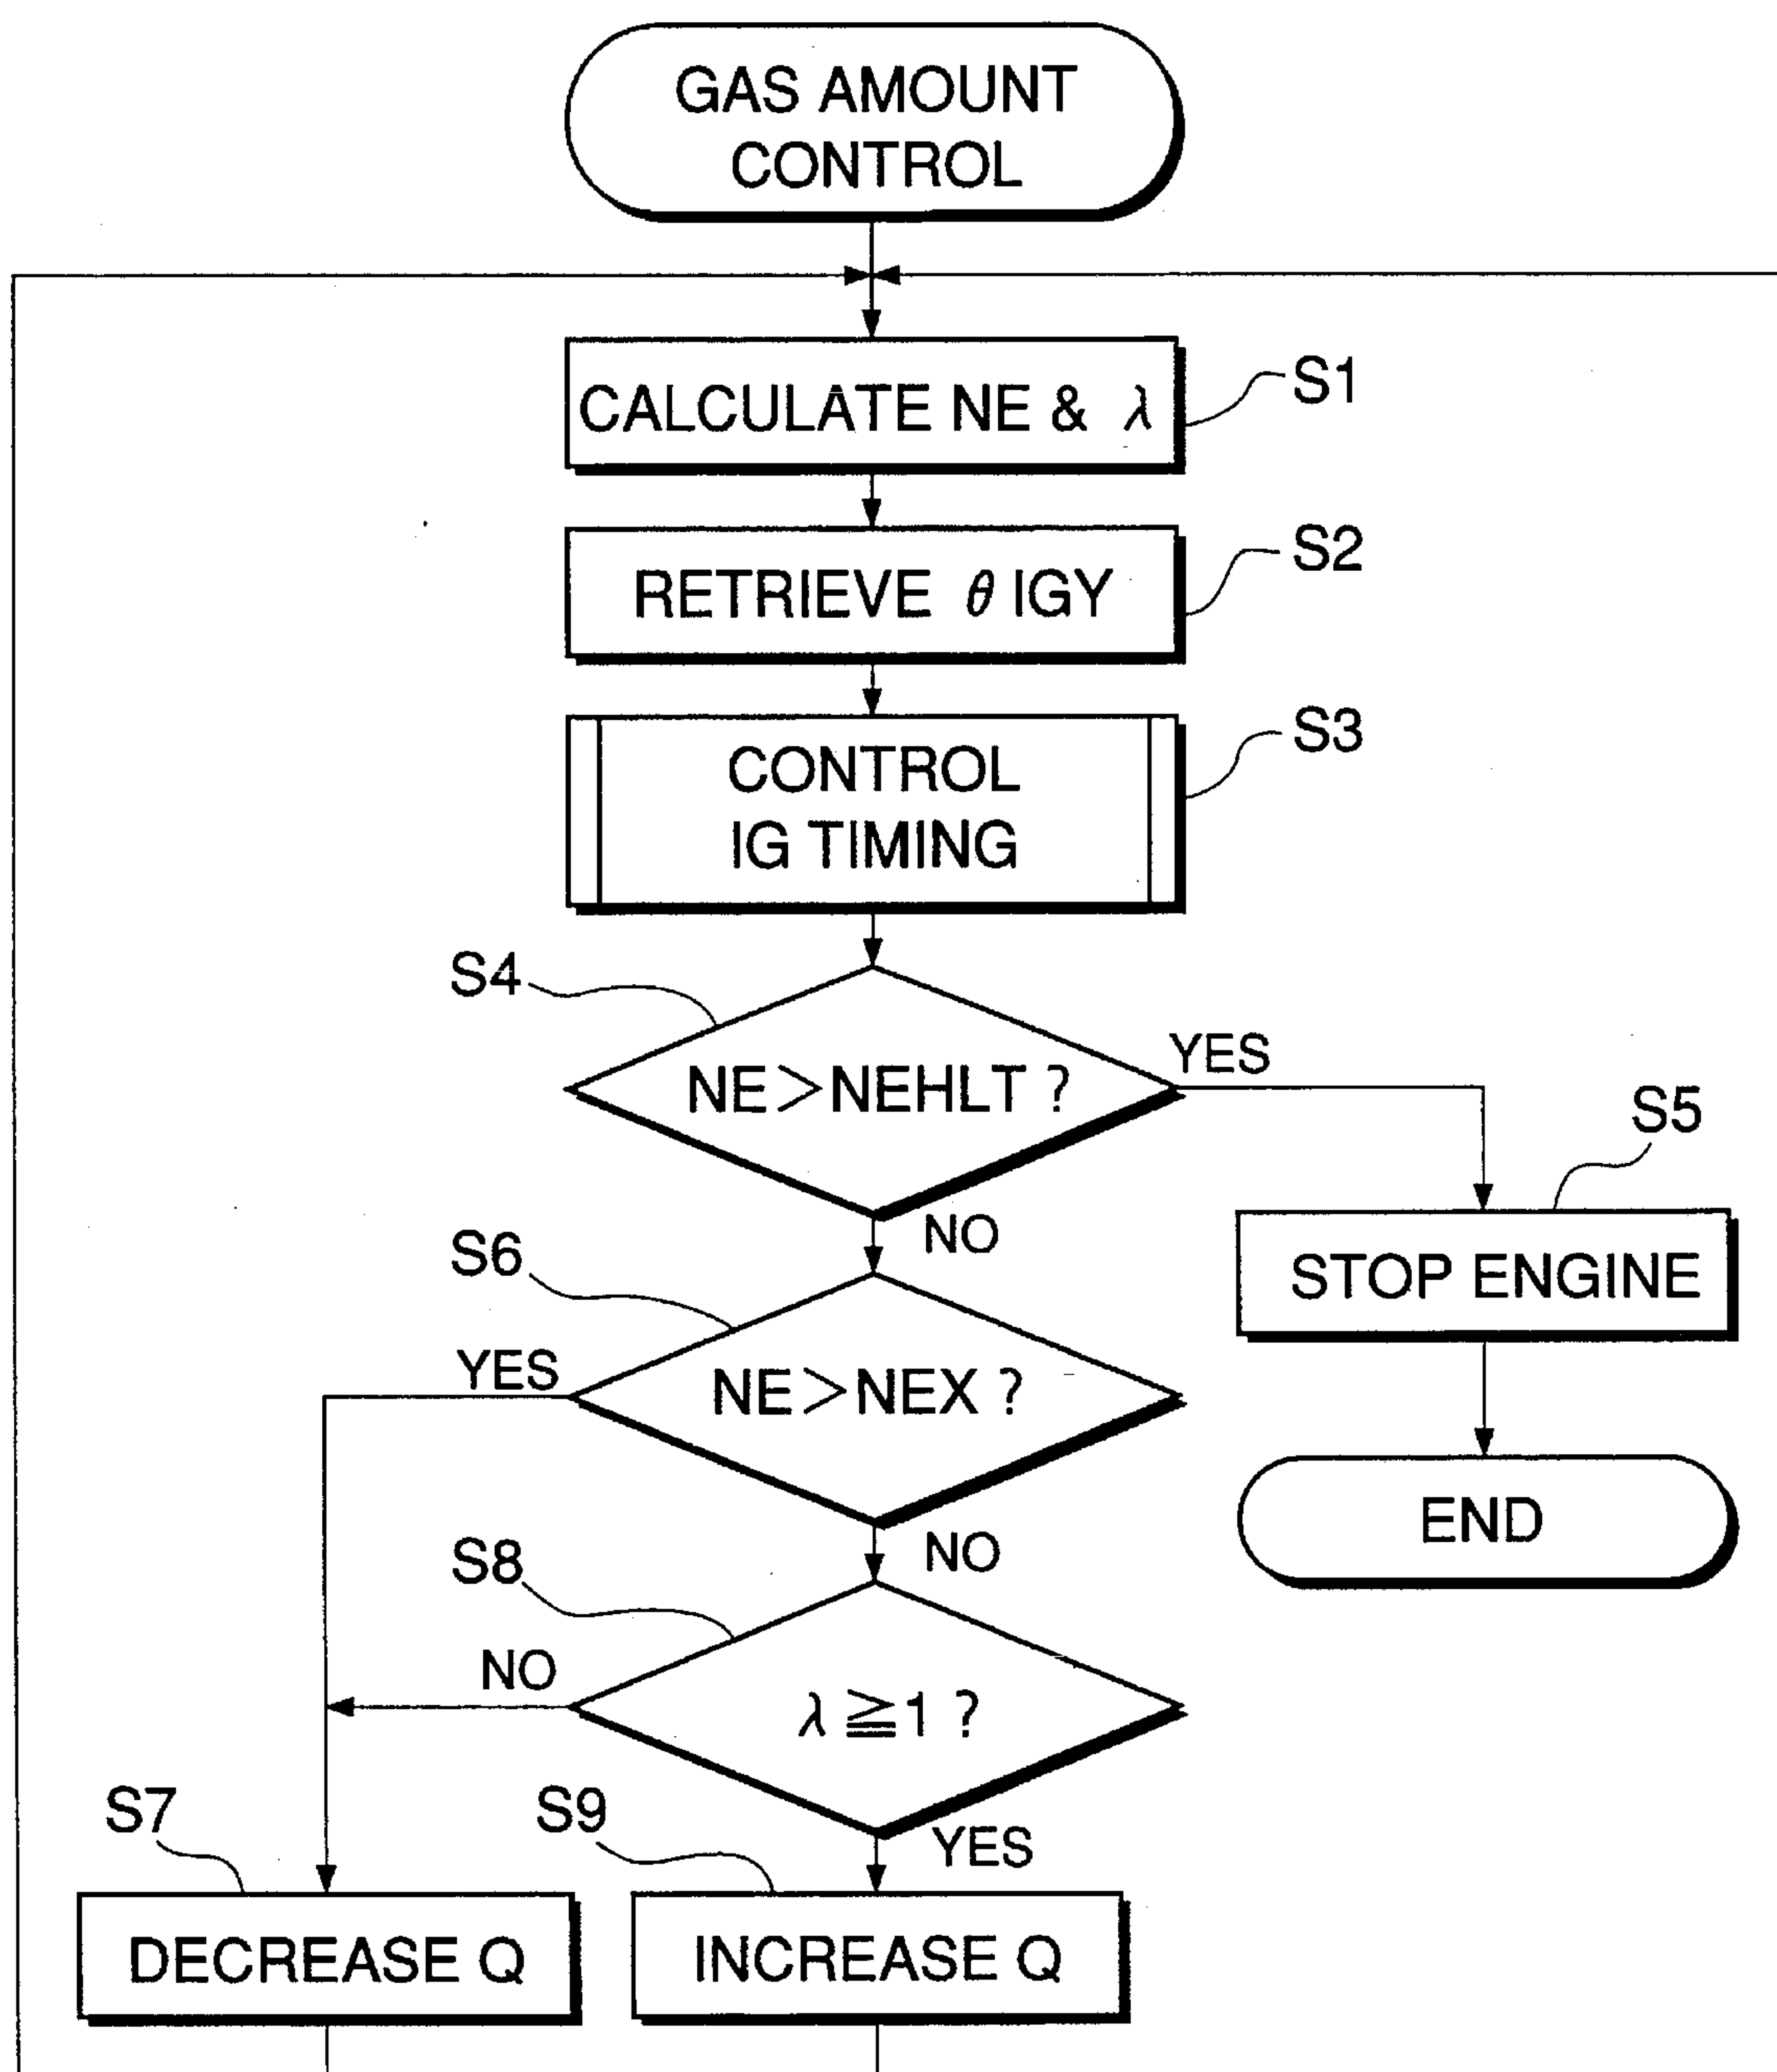 GAS AMOUNT
CONTROL
CALCULATE NE & λ
S1
RETRIEVE θ IGY
S2
CONTROL
IG TIMING
S3
S4
NE>NEHLT ?
YES
S5
NO
STOP ENGINE
S6
YES
NE>NEX ?
END
NO
S8
NO
λ≧1 ?
S7
S9
YES
DECREASE Q
INCREASE Q